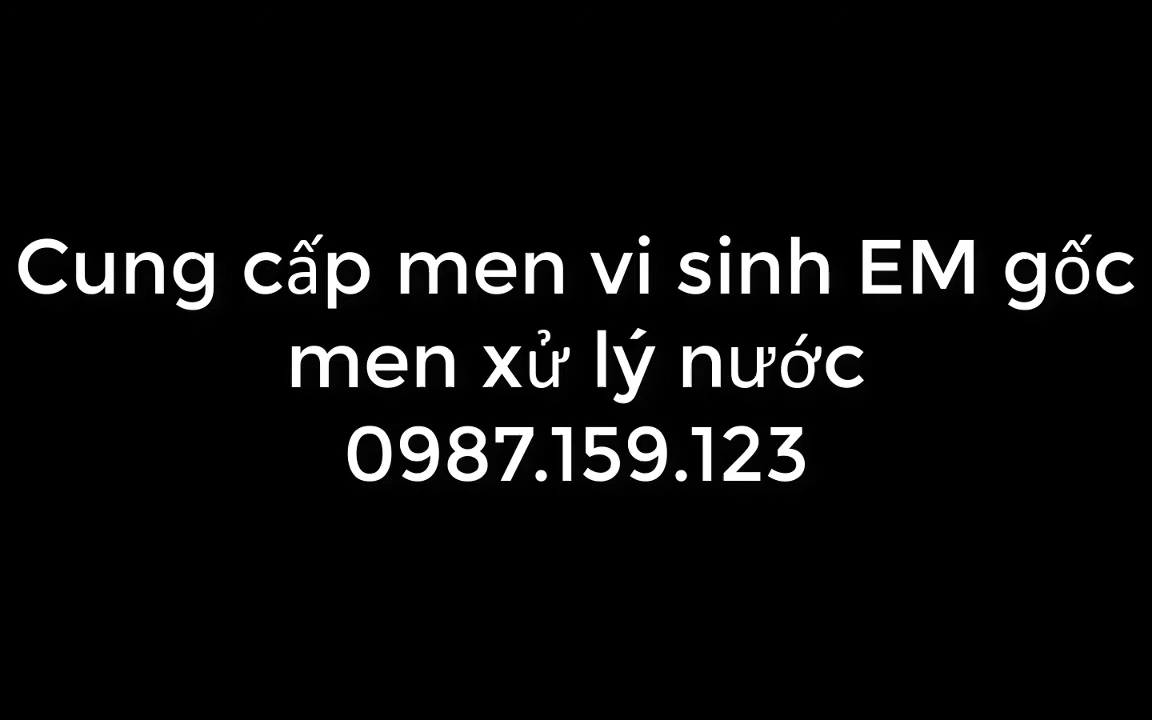 Cung cấp men vi sinh EM gốc
men xử lý nước
0987.159.123